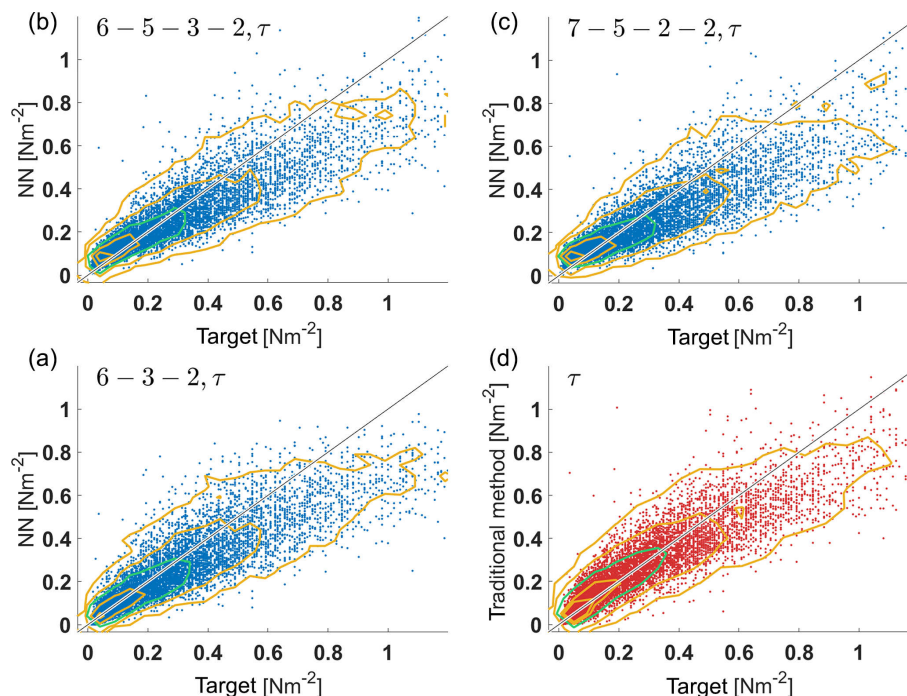 (b) 6 − 5 − 3 − 2, τ
NN [Nm⁻²]
1
0.8
0.6
0.4
0.2
0
0 0.2 0.4 0.6 0.8 1
Target [Nm⁻²]
(c) 7 − 5 − 2 − 2, τ
NN [Nm⁻²]
1
0.8
0.6
0.4
0.2
0
0 0.2 0.4 0.6 0.8 1
Target [Nm⁻²]
(a) 6 − 3 − 2, τ
NN [Nm⁻²]
1
0.8
0.6
0.4
0.2
0
0 0.2 0.4 0.6 0.8 1
Target [Nm⁻²]
(d) τ
Traditional method [Nm⁻²]
1
0.8
0.6
0.4
0.2
0
0 0.2 0.4 0.6 0.8 1
Target [Nm⁻²]